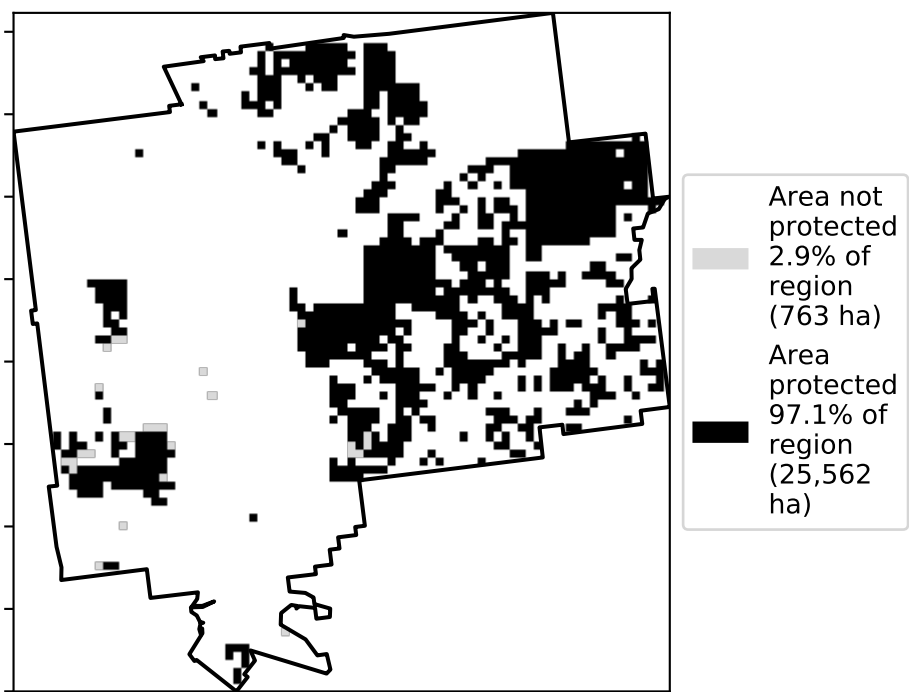 Area not
protected
2.9% of
region
(763 ha)
Area
protected
97.1% of
region
(25,562
ha)